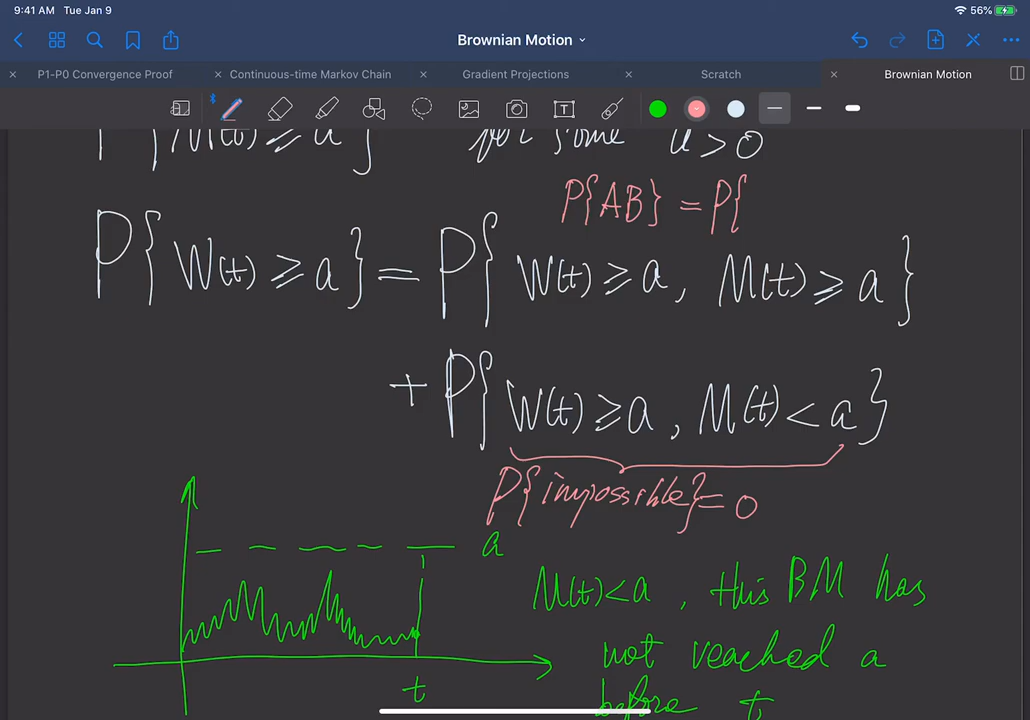 9:41 AM Tue Jan 9
56%
Brownian Motion
P1-P0 Convergence Proof
Continuous-time Markov Chain
Gradient Projections
Scratch
Brownian Motion
P{M(t) ≥ a} for some a > 0
P{AB} = P{
P{W(t) ≥ a} = P{W(t) ≥ a, M(t) ≥ a}
+ P{W(t) ≥ a, M(t) < a}
P{impossible} = 0
a
M(t) < a, this BM has
not reached a
t
before t